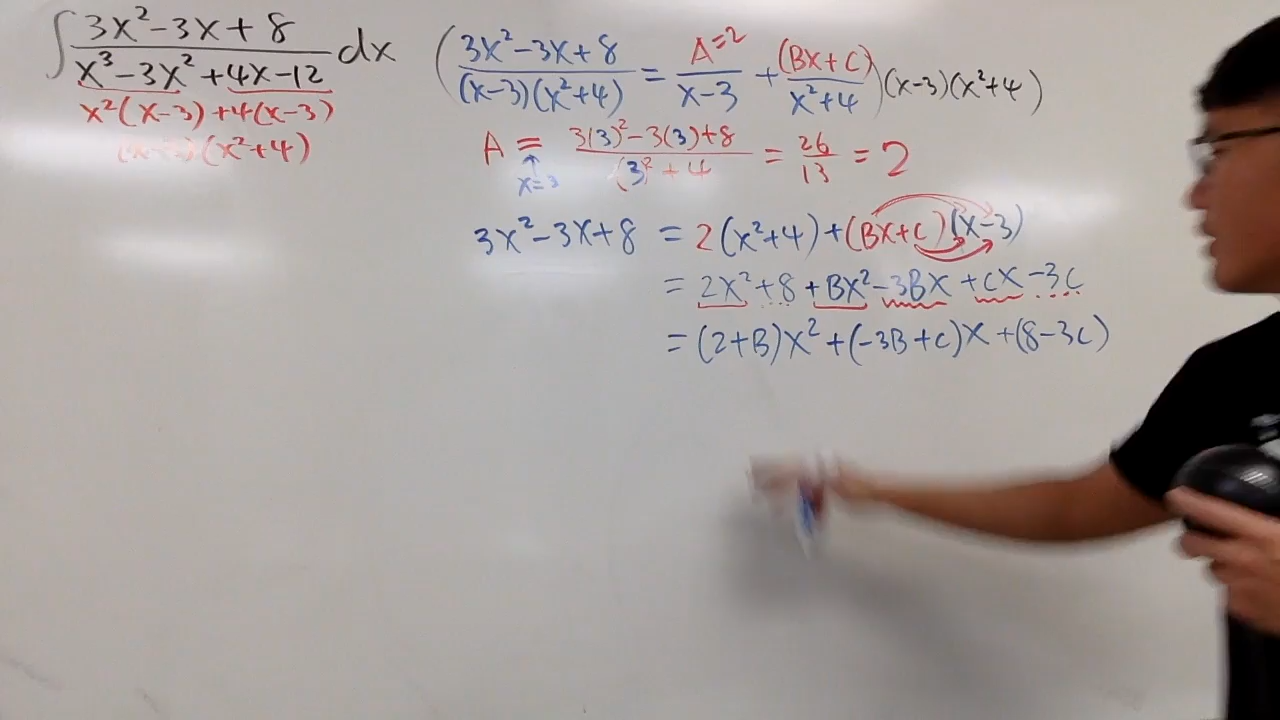 ∫ (3x² - 3x + 8)/(x³ - 3x² + 4x - 12) dx
x²(x-3) + 4(x-3)
(x²+4)
( (3x² - 3x + 8)/((x-3)(x²+4)) = A=2/(x-3) + (Bx+C)/(x²+4) ) (x-3)(x²+4) )
A = (3(3)² - 3(3) + 8)/(3² + 4 = 26/13 = 2
↑
x=3
3x² - 3x + 8 = 2(x²+4) + (Bx+C)(x-3)
= 2x² + 8 + Bx² - 3Bx + Cx - 3C
= (2+B)x² + (-3B+C)x + (8-3C)